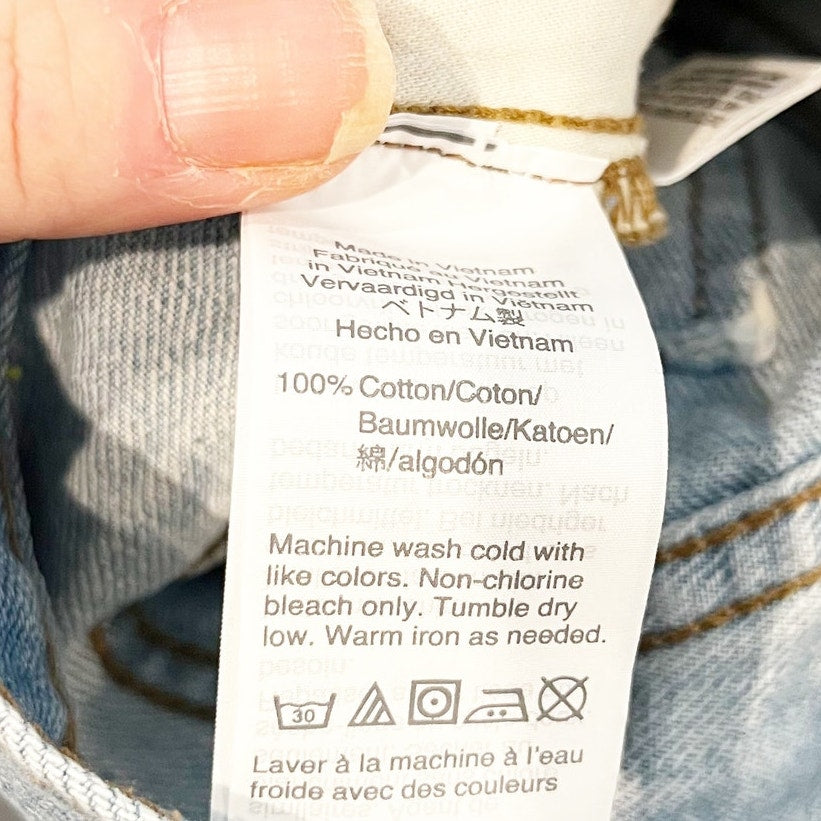 Made in Vietnam
Fabriqué au Vietnam
in Vietnam Hergestellt
Vervaardigd in Vietnam
ベトナム製
Hecho en Vietnam
100% Cotton/Coton/
Baumwolle/Katoen/
綿/algodón
Machine wash cold with
like colors. Non-chlorine
bleach only. Tumble dry
low. Warm iron as needed.
30
Laver à la machine à l'eau
froide avec des couleurs